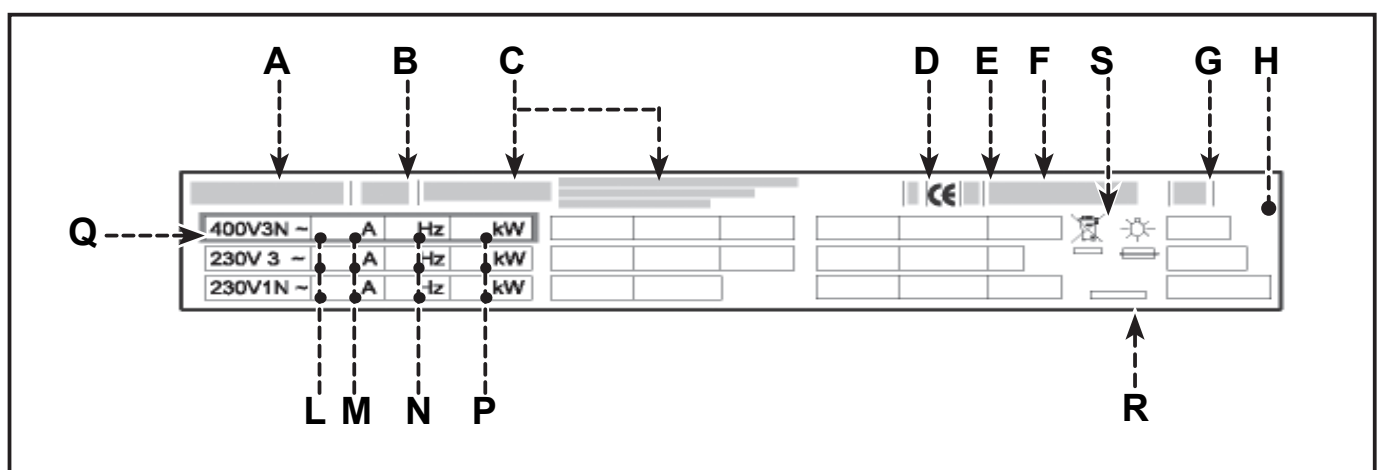 A B C D E F S G H
CE
Q
400V3N ~ A Hz kW
230V 3 ~ A Hz kW
230V1N ~ A Hz kW
L M N P R